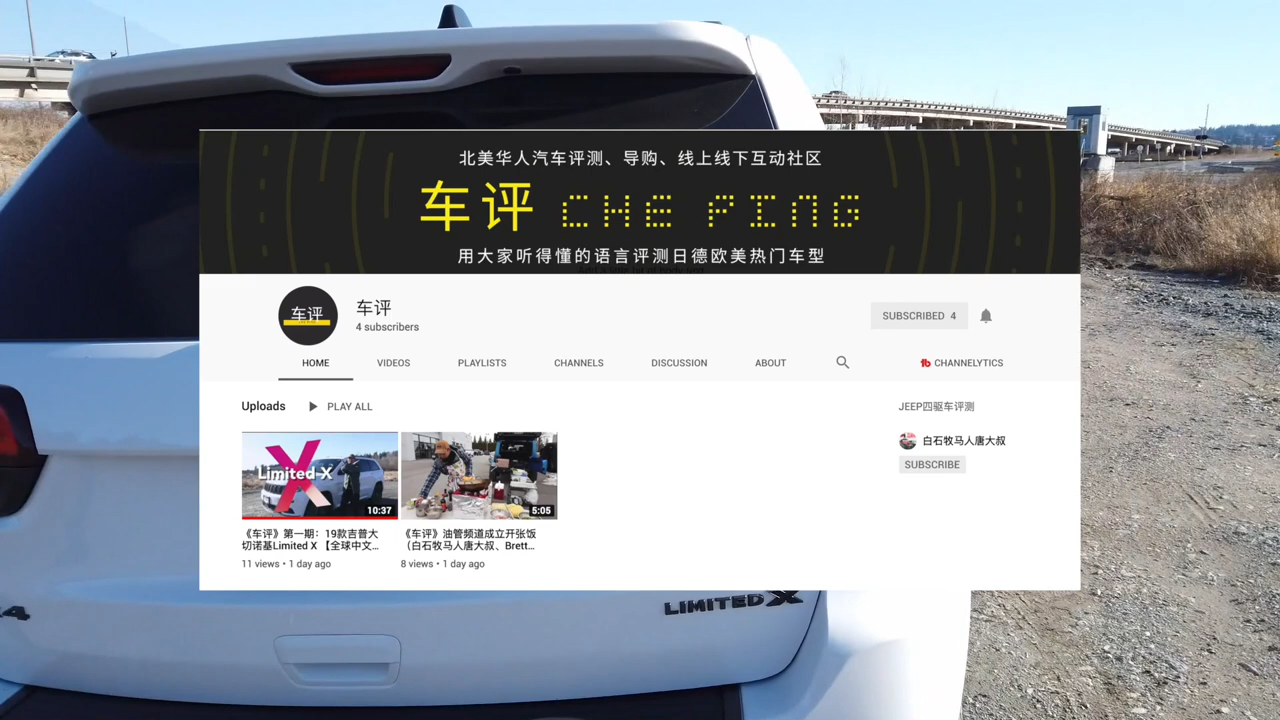 北美华人汽车评测、导购、线上线下互动社区
车评 CHE PING
用大家听得懂的语言评测日德欧美热门车型
车评
车评
4 subscribers
SUBSCRIBED 4
HOME
VIDEOS
PLAYLISTS
CHANNELS
DISCUSSION
ABOUT
CHANNELYTICS
Uploads
PLAY ALL
JEEP四驱车评测
白石牧马人唐大叔
SUBSCRIBE
Limited X
10:37
5:05
《车评》第一期：19款吉普大
切诺基Limited X 【全球中文...
11 views • 1 day ago
《车评》油管频道成立开张饭
（白石牧马人唐大叔、Brett...
8 views • 1 day ago
LIMITED X